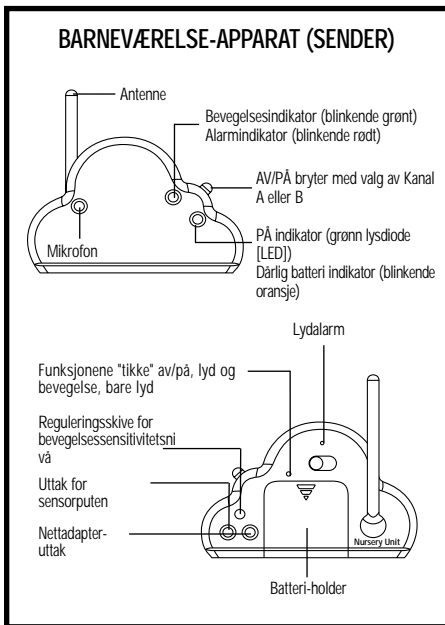 BARNEVÆRELSE-APPARAT (SENDER)
Antenne
Bevegelsesindikator (blinkende grønt)
Alarmindikator (blinkende rødt)
AV/PÅ bryter med valg av Kanal
A eller B
Mikrofon
PÅ indikator (grønn lysdiode
[LED])
Dårlig batteri indikator (blinkende
oransje)
Lydalarm
Funksjonene "tikke" av/på, lyd og
bevegelse, bare lyd
Reguleringsskive for
bevegelsessensitivitetsni
vå
Uttak for
sensorputen
Nettadapter-
uttak
Nursery Unit
Batteri-holder